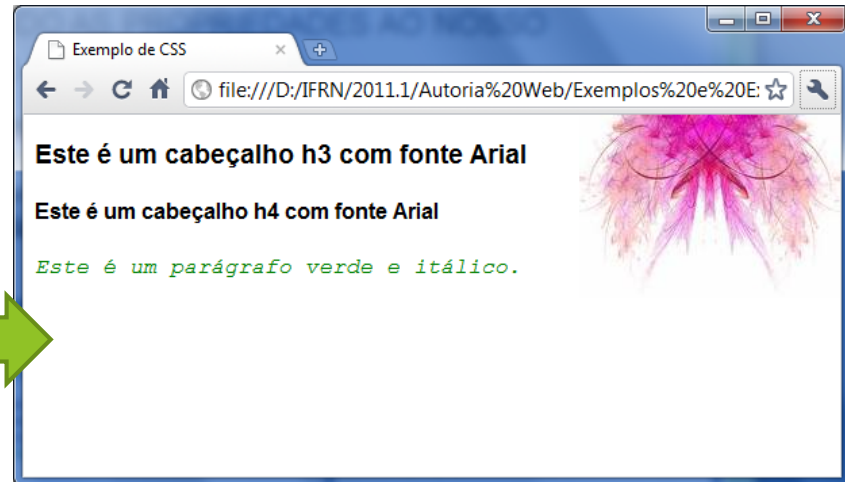 Exemplo de CSS
file:///D:/IFRN/2011.1/Autoria%20Web/Exemplos%20e%20E
Este é um cabeçalho h3 com fonte Arial
Este é um cabeçalho h4 com fonte Arial
Este é um parágrafo verde e itálico.